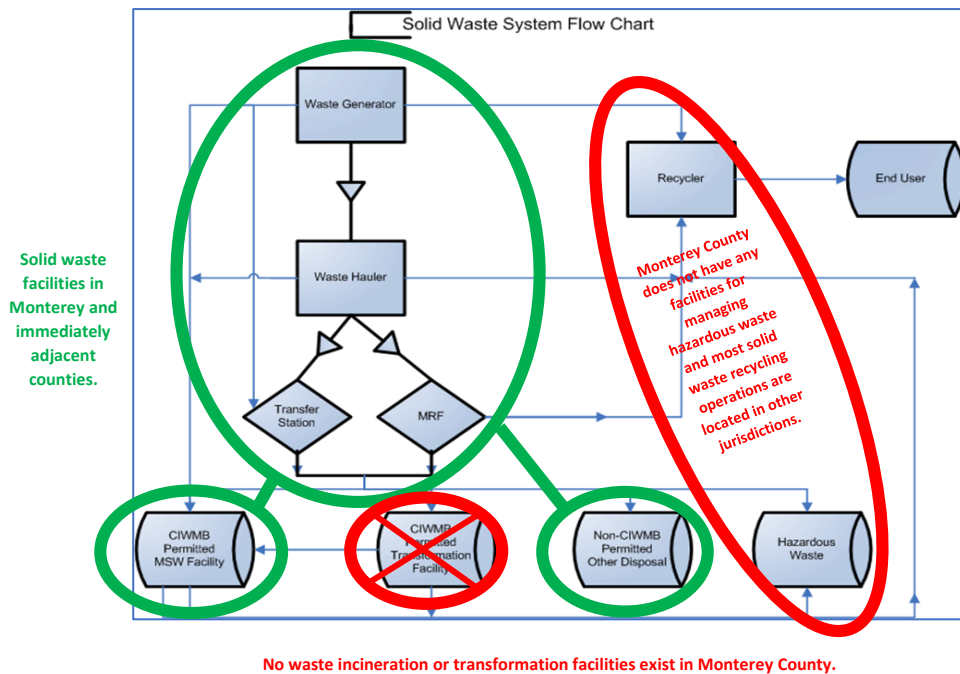 Solid Waste System Flow Chart
Waste Generator
Recycler
End User
Solid waste
facilities in
Monterey and
immediately
adjacent
counties.
Waste Hauler
Monterey County
does not have any
facilities for
managing
hazardous waste
and most solid
waste recycling
operations are
located in other
jurisdictions.
Transfer
Station
MRF
CIWMB
Permitted
MSW Facility
CIWMB
Permitted
Transformation
Facility
Non-CIWMB
Permitted
Other Disposal
Hazardous
Waste
No waste incineration or transformation facilities exist in Monterey County.